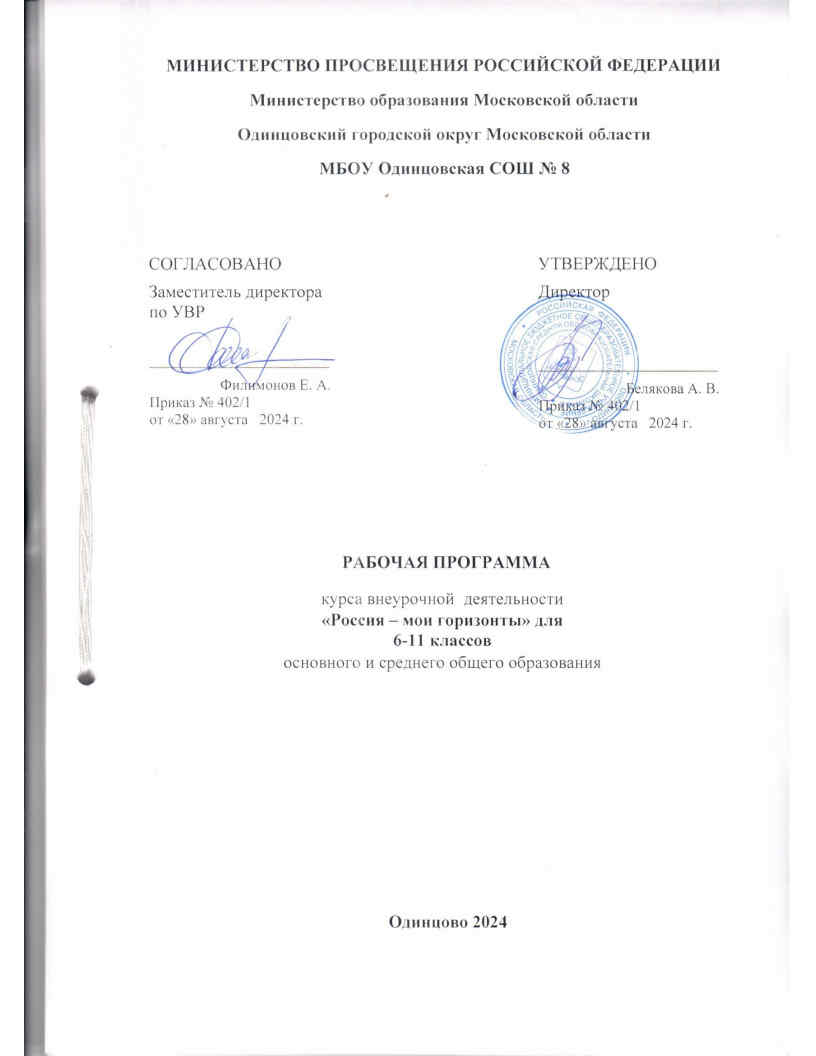 МИНИСТЕРСТВО ПРОСВЕЩЕНИЯ РОССИЙСКОЙ ФЕДЕРАЦИИ
Министерство образования Московской области
Одинцовский городской округ Московской области
МБОУ Одинцовская СОШ № 8
СОГЛАСОВАНО
Заместитель директора
по УВР
Филимонов Е. А.
Приказ № 402/1
от «28» августа 2024 г.
УТВЕРЖДЕНО
Директор
РОССИЙСКАЯ ФЕДЕРАЦИЯ
Белякова А. В.
Приказ № 402/1
от «28» августа 2024 г.
РАБОЧАЯ ПРОГРАММА
курса внеурочной деятельности
«Россия – мои горизонты» для
6-11 классов
основного и среднего общего образования
Одинцово 2024